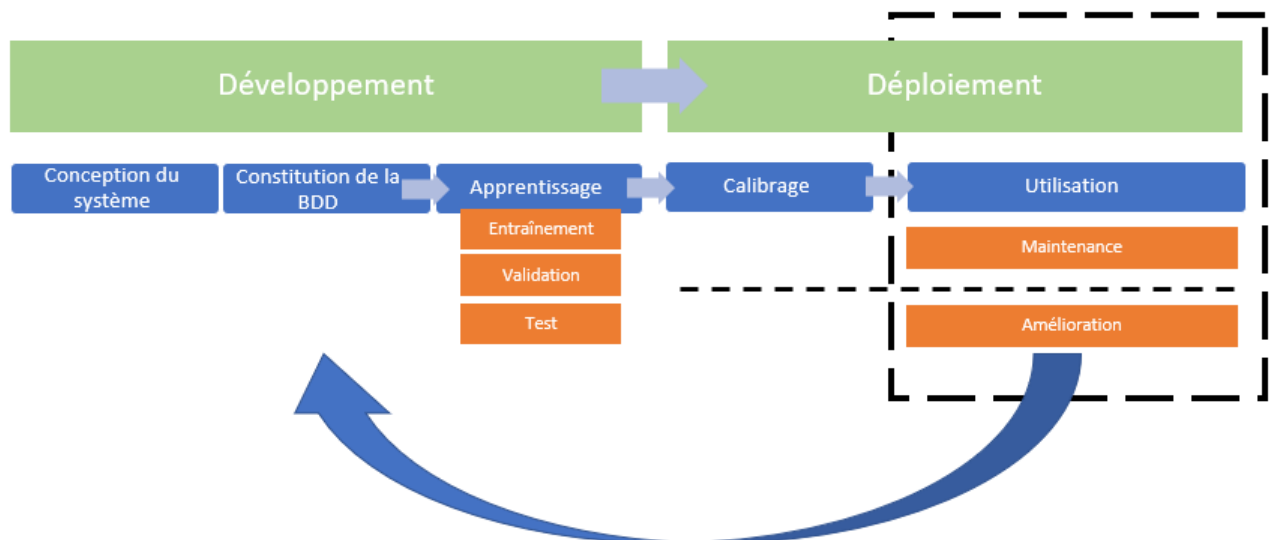 Développement
Déploiement
Conception du
système
Constitution de la
BDD
Apprentissage
Calibrage
Utilisation
Entraînement
Validation
Test
Maintenance
Amélioration